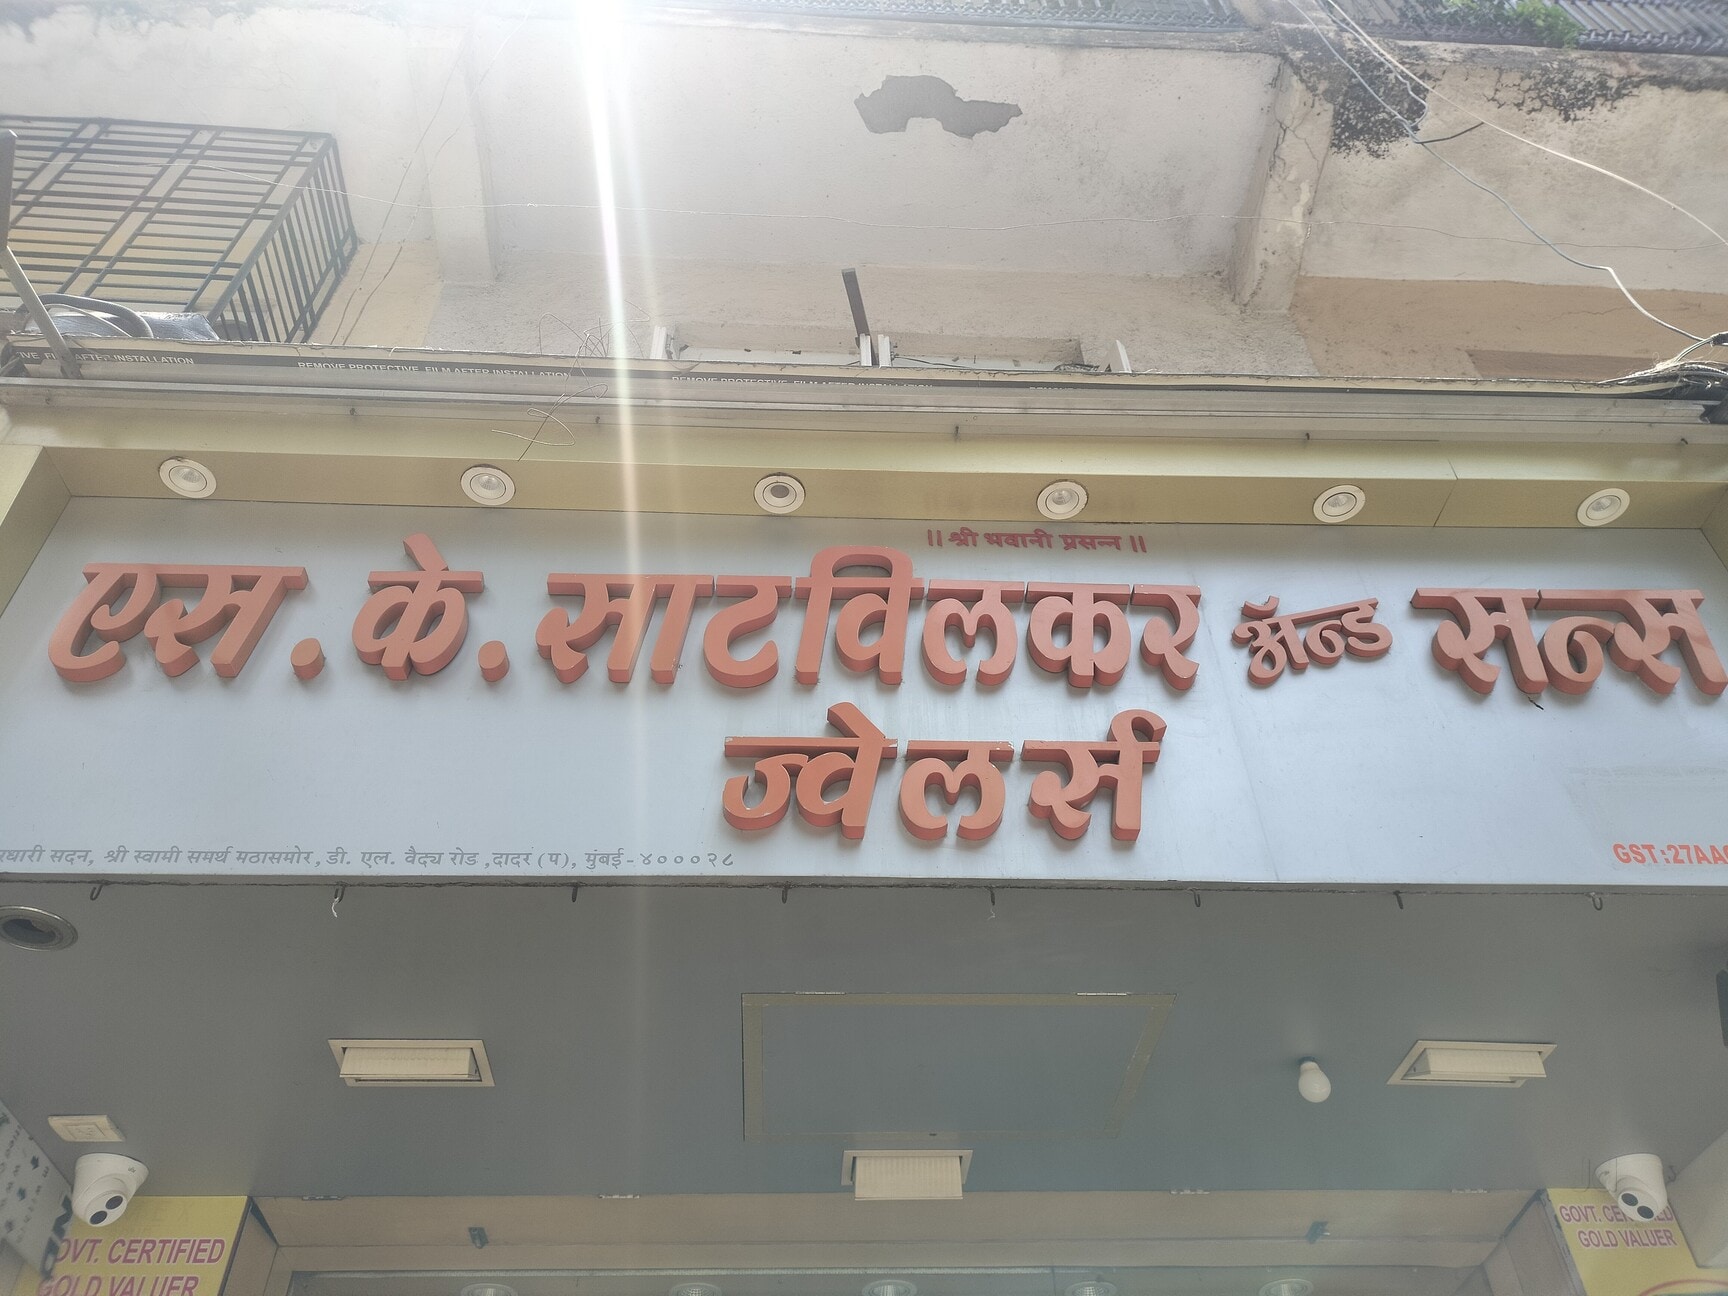 REMOVE PROTECTIVE FILM AFTER INSTALLATION
|| श्री भवानी प्रसन्न ||
एस. के. साटविलकर ॲन्ड सन्स
ज्वेलर्स
सदन, श्री स्वामी समर्थ मठासमोर, डी. एल. वैद्य रोड, दादर (प), मुंबई - ४०००२८
GST:27AA
CERTIFIED
GOLD VALUER
GOVT.
GOLD VALUER